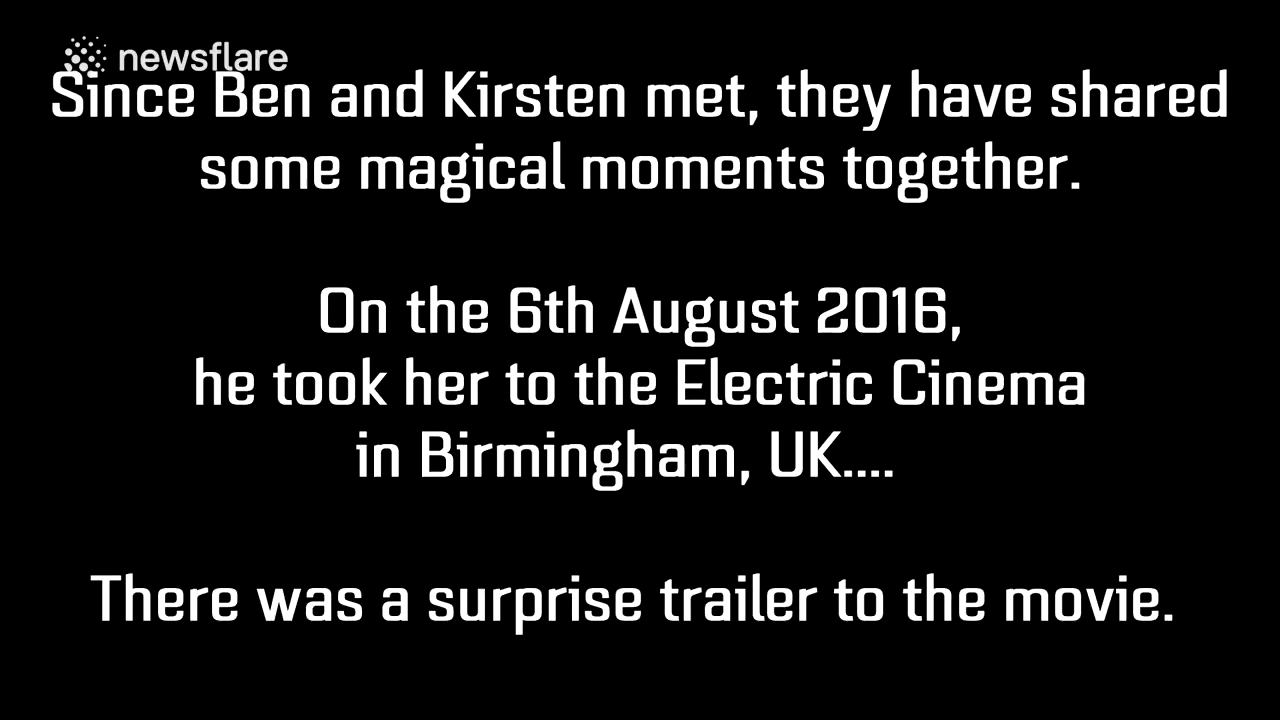 newsflare
Since Ben and Kirsten met, they have shared
some magical moments together.
On the 6th August 2016,
he took her to the Electric Cinema
in Birmingham, UK....
There was a surprise trailer to the movie.